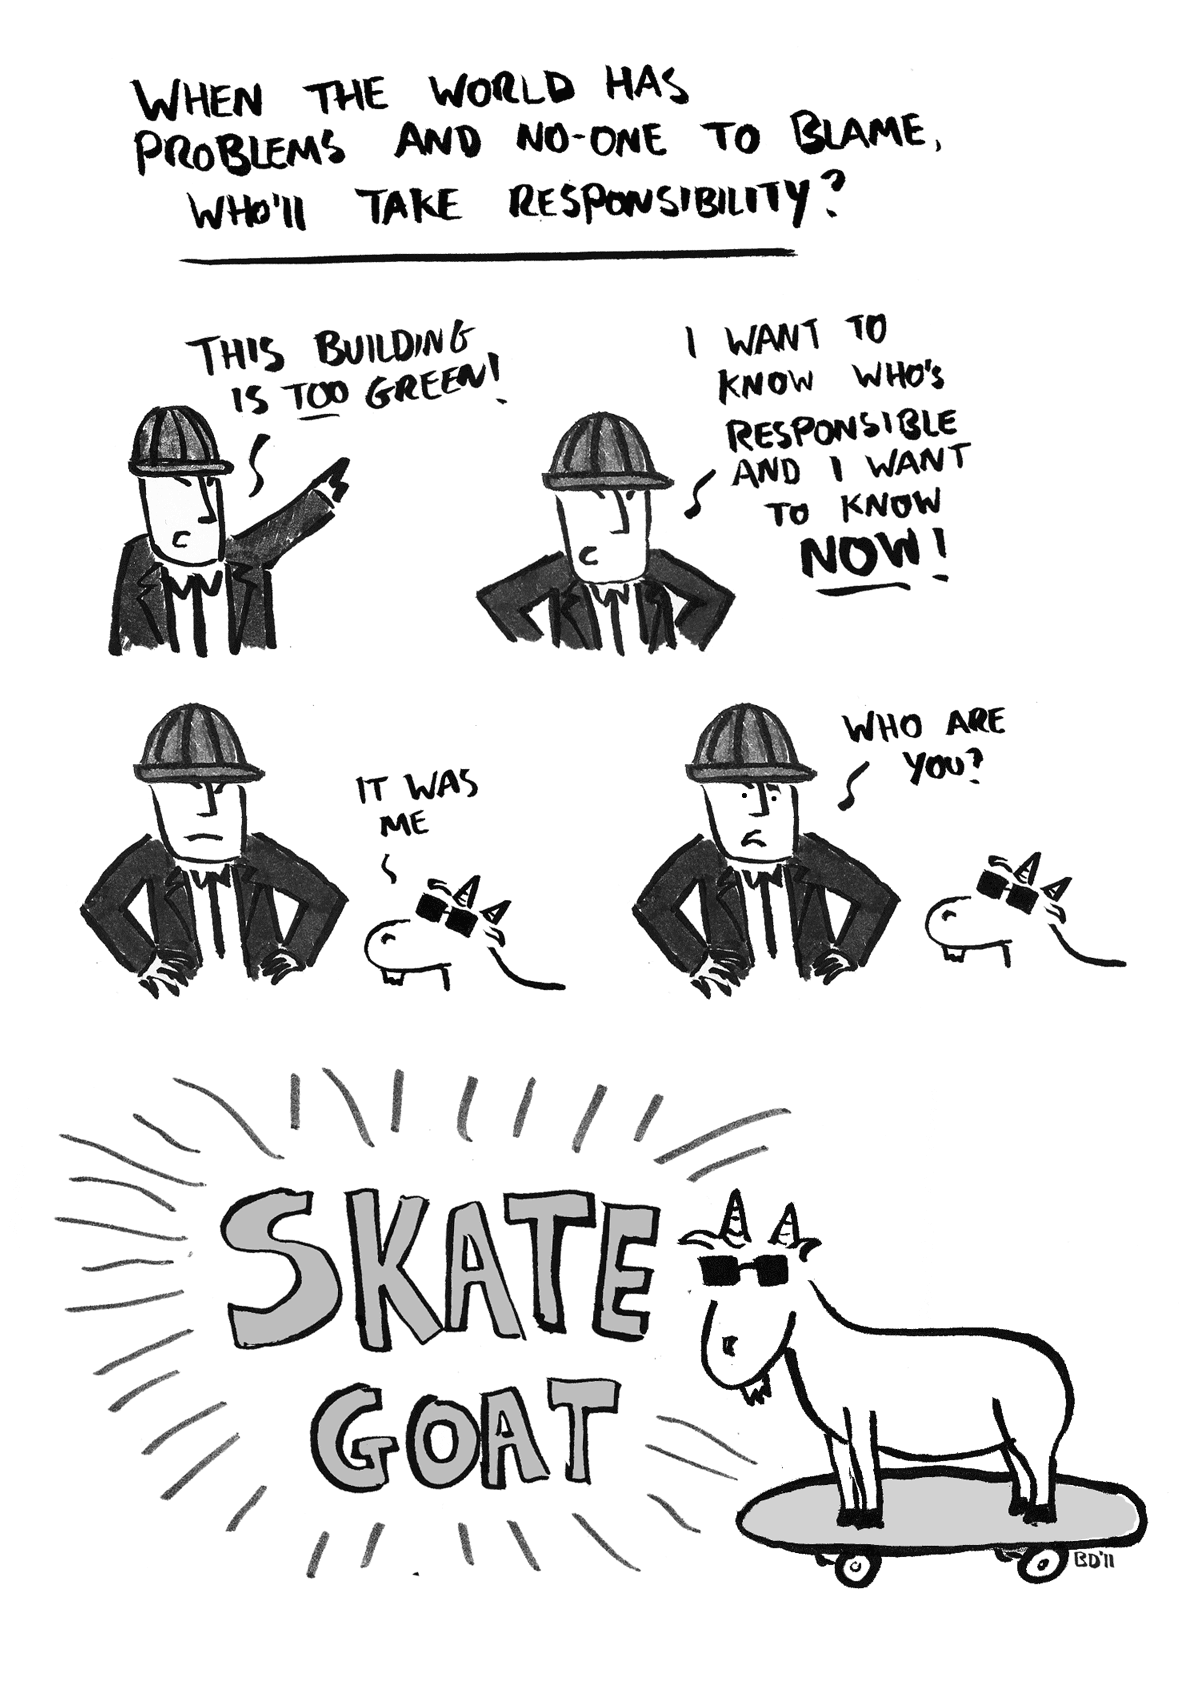 WHEN THE WORLD HAS
PROBLEMS AND NO-ONE TO BLAME,
WHO'll TAKE RESPONSIBILITY?
THIS BUILDING
IS TOO GREEN!
I WANT TO
KNOW WHO'S
RESPONSIBLE
AND I WANT
TO KNOW
NOW!
IT WAS
ME
WHO ARE
YOU?
SKATE
GOAT
BD'11